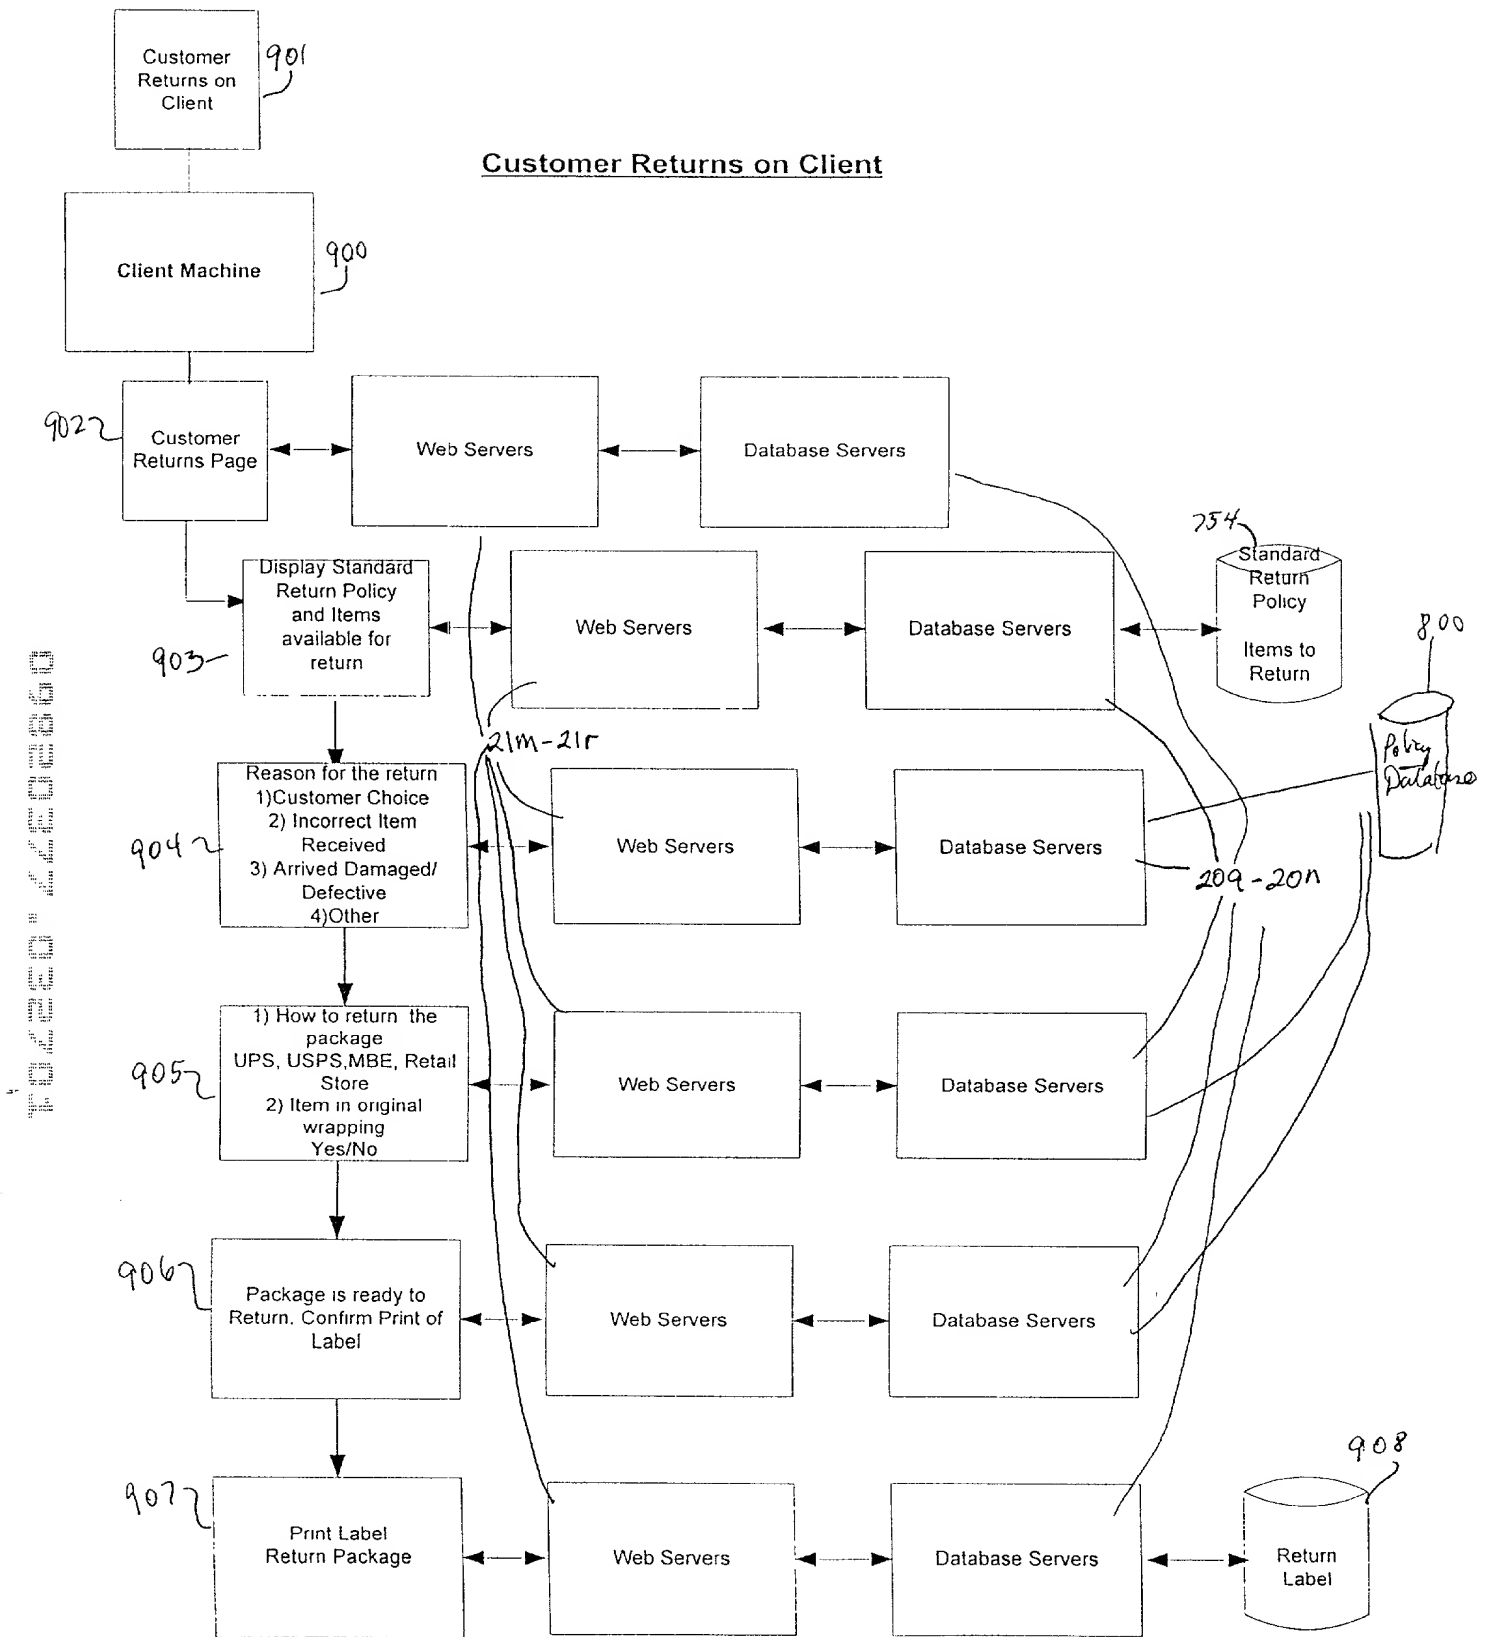 Customer
Returns on
Client
901
Customer Returns on Client
Client Machine
900
902
Customer
Returns Page
Web Servers
Database Servers
754
Standard
Return
Policy
Items to
Return
Display Standard
Return Policy
and Items
available for
return
903
Web Servers
Database Servers
800
Policy
Database
21m-21r
Reason for the return
1)Customer Choice
2) Incorrect Item
Received
3) Arrived Damaged/
Defective
4)Other
904
Web Servers
Database Servers
20q-20n
1) How to return the
package
UPS, USPS,MBE, Retail
Store
2) Item in original
wrapping
Yes/No
905
Web Servers
Database Servers
906
Package is ready to
Return, Confirm Print of
Label
Web Servers
Database Servers
907
Print Label
Return Package
Web Servers
Database Servers
908
Return
Label